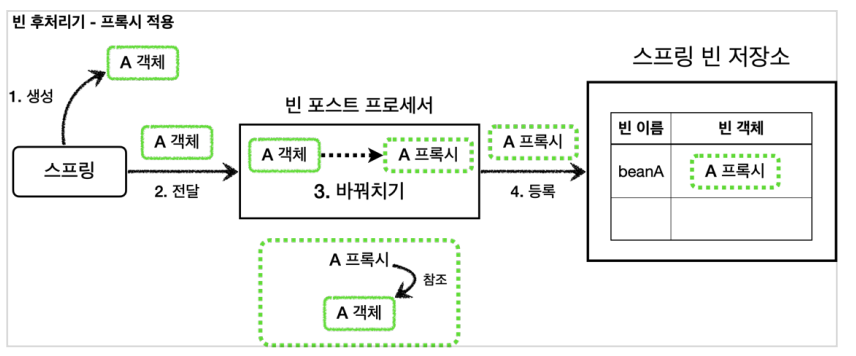 빈 후처리기 - 프록시 적용
A 객체
1. 생성
스프링
A 객체
2. 전달
빈 포스트 프로세서
A 객체
A 프록시
3. 바꿔치기
A 프록시
4. 등록
스프링 빈 저장소
빈 이름 빈 객체
beanA A 프록시
A 프록시
참조
A 객체